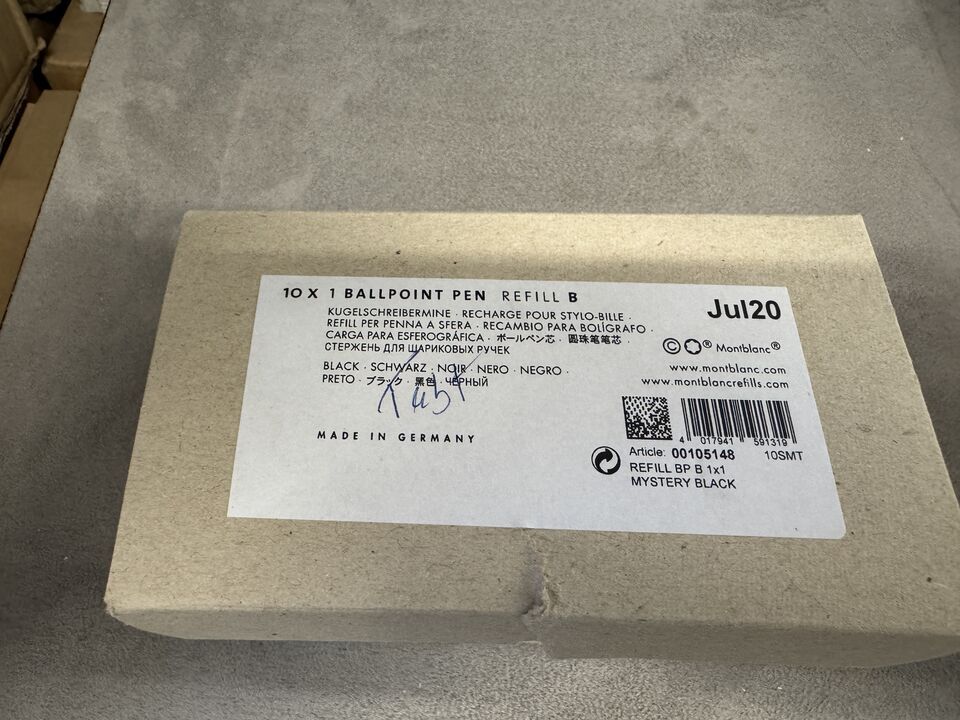 10 X 1 BALLPOINT PEN REFILL B
KUGELSCHREIBERMINE · RECHARGE POUR STYLO-BILLE ·
REFILL PER PENNA A SFERA · RECAMBIO PARA BOLÍGRAFO ·
CARGA PARA ESFEROGRÁFICA · ボールペン芯 · 圆珠笔笔芯 ·
СТЕРЖЕНЬ ДЛЯ ШАРИКОВЫХ РУЧЕК
BLACK · SCHWARZ · NOIR · NERO · NEGRO ·
PRETO · ブラック · 黑色 · ЧЕРНЫЙ
MADE IN GERMANY
Jul20
© ® Montblanc®
www.montblanc.com
www.montblancrefills.com
4 017941 591319
Article: 00105148 10SMT
REFILL BP B 1x1
MYSTERY BLACK